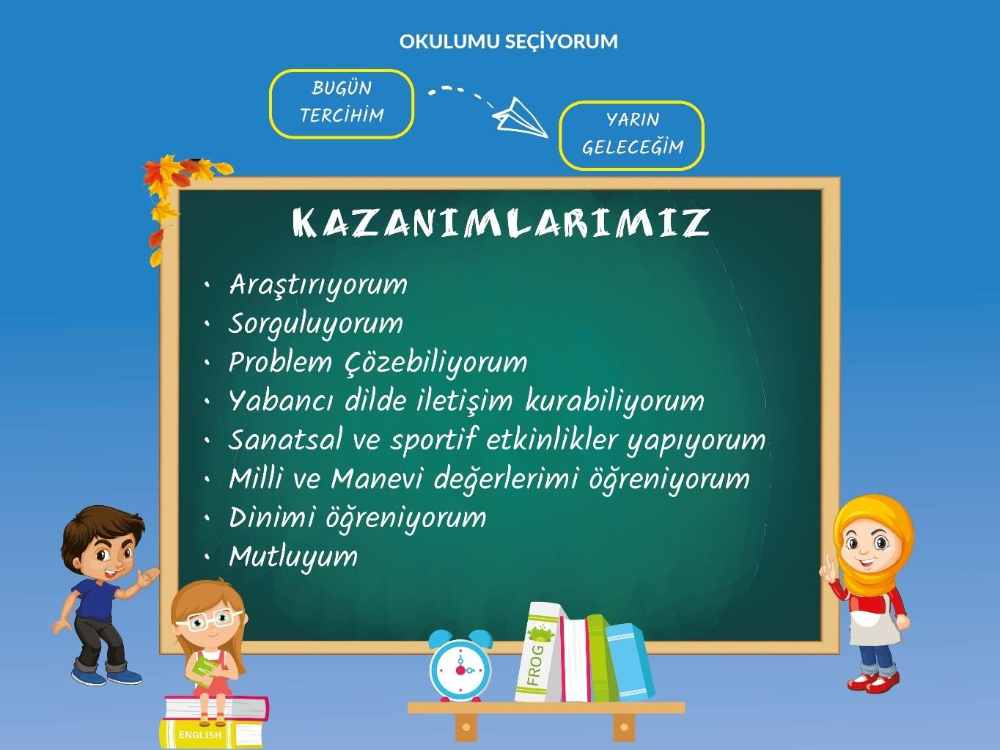 OKULUMU SEÇİYORUM
BUGÜN
TERCİHİM
YARIN
GELECEĞİM
KAZANIMLARIMIZ
• Araştırıyorum
• Sorguluyorum
• Problem Çözebiliyorum
• Yabancı dilde iletişim kurabiliyorum
• Sanatsal ve sportif etkinlikler yapıyorum
• Milli ve Manevi değerlerimi öğreniyorum
• Dinimi öğreniyorum
• Mutluyum
FROG
math
ENGLISH